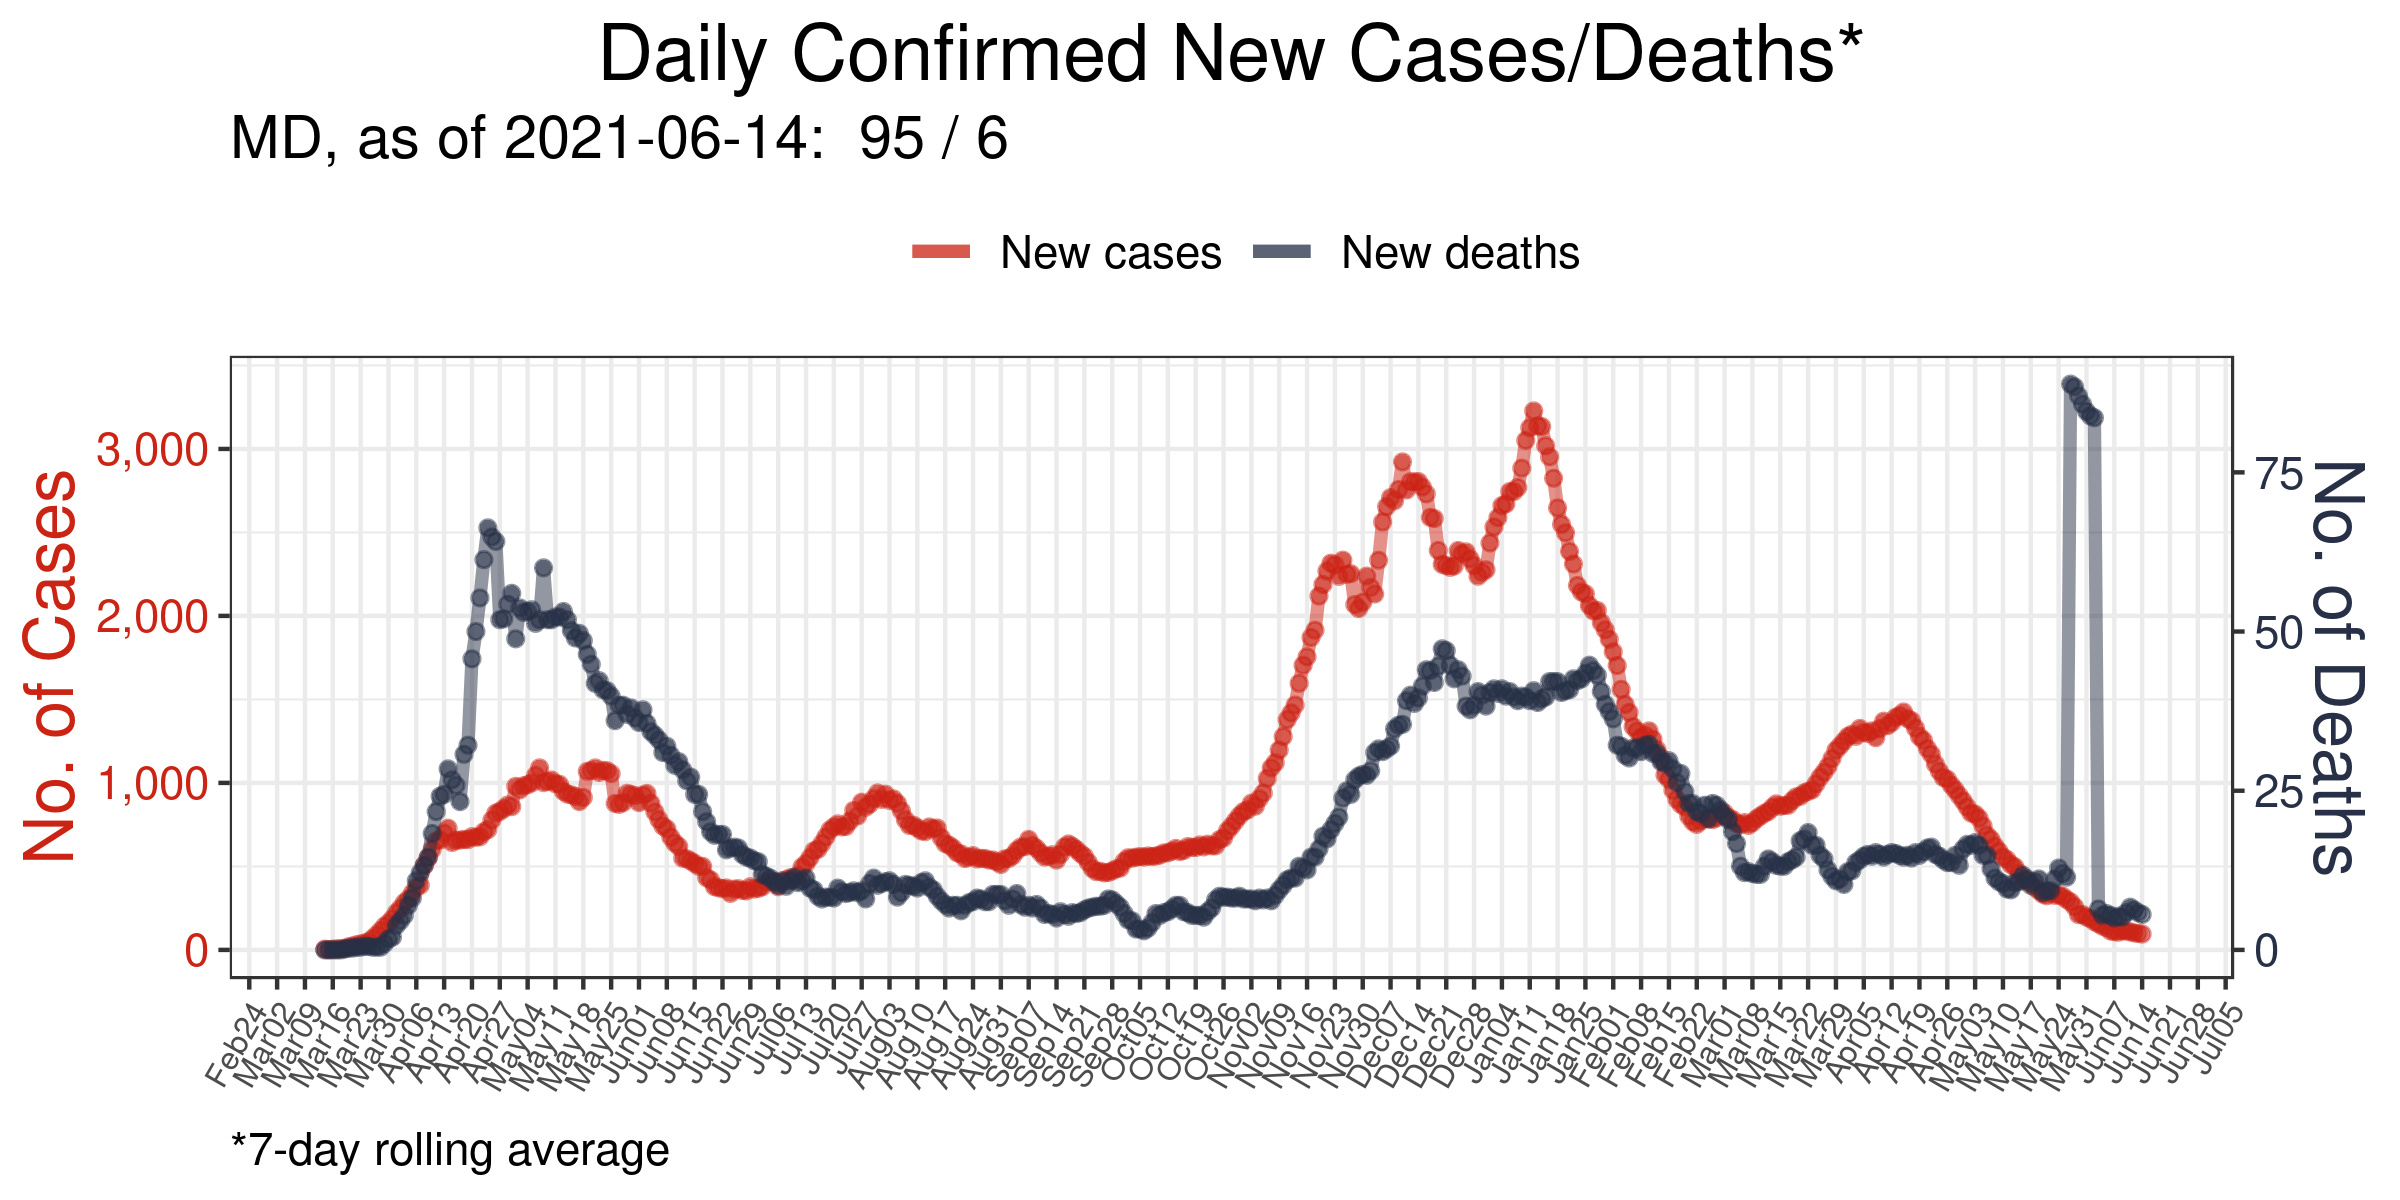 Daily Confirmed New Cases/Deaths*
MD, as of 2021-06-14:  95 / 6
New cases
New deaths
No. of Cases
3,000
2,000
1,000
0
75
50
25
0
No. of Deaths
Feb24
Mar02
Mar09
Mar16
Mar23
Mar30
Apr06
Apr13
Apr20
Apr27
May04
May11
May18
May25
Jun01
Jun08
Jun15
Jun22
Jun29
Jul06
Jul13
Jul20
Jul27
Aug03
Aug10
Aug17
Aug24
Aug31
Sep07
Sep14
Sep21
Sep28
Oct05
Oct12
Oct19
Oct26
Nov02
Nov09
Nov16
Nov23
Nov30
Dec07
Dec14
Dec21
Dec28
Jan04
Jan11
Jan18
Jan25
Feb01
Feb08
Feb15
Feb22
Mar01
Mar08
Mar15
Mar22
Mar29
Apr05
Apr12
Apr19
Apr26
May03
May10
May17
May24
May31
Jun07
Jun14
Jun21
Jun28
Jul05
*7-day rolling average